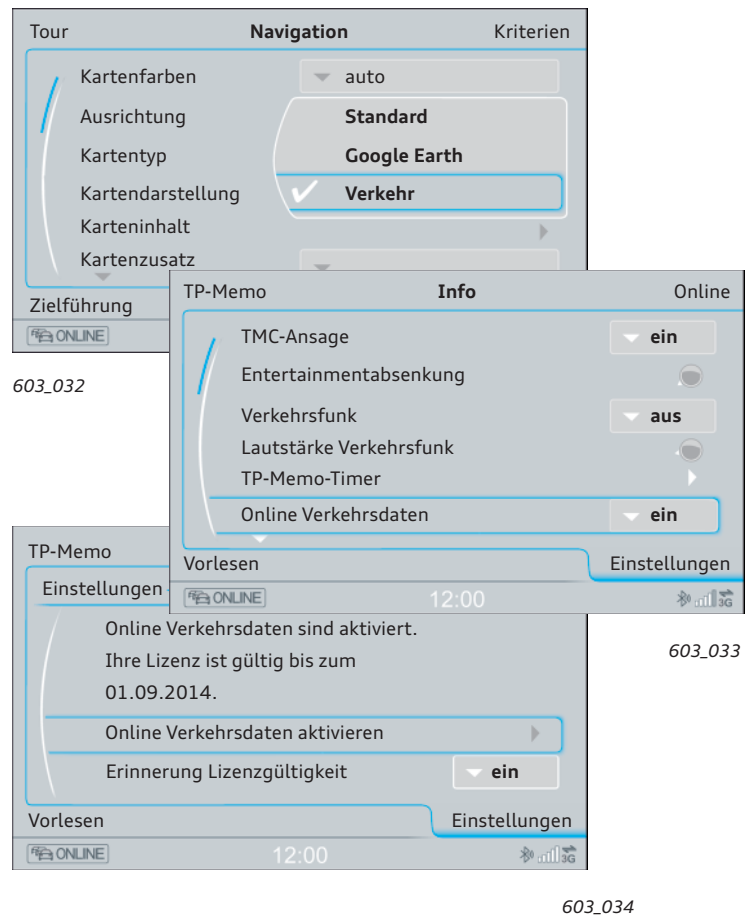 Tour Navigation Kriterien
Kartenfarben auto
Ausrichtung Standard
Kartentyp Google Earth
Kartendarstellung Verkehr
Karteninhalt
Kartenzusatz
Zielführung
ONLINE
603_032
TP-Memo Info Online
TMC-Ansage ein
Entertainmentabsenkung
Verkehrsfunk aus
Lautstärke Verkehrsfunk
TP-Memo-Timer
Online Verkehrsdaten ein
Vorlesen Einstellungen
ONLINE 12:00 3G
603_033
TP-Memo
Einstellungen
Online Verkehrsdaten sind aktiviert.
Ihre Lizenz ist gültig bis zum
01.09.2014.
Online Verkehrsdaten aktivieren
Erinnerung Lizenzgültigkeit ein
Vorlesen Einstellungen
ONLINE 12:00 3G
603_034